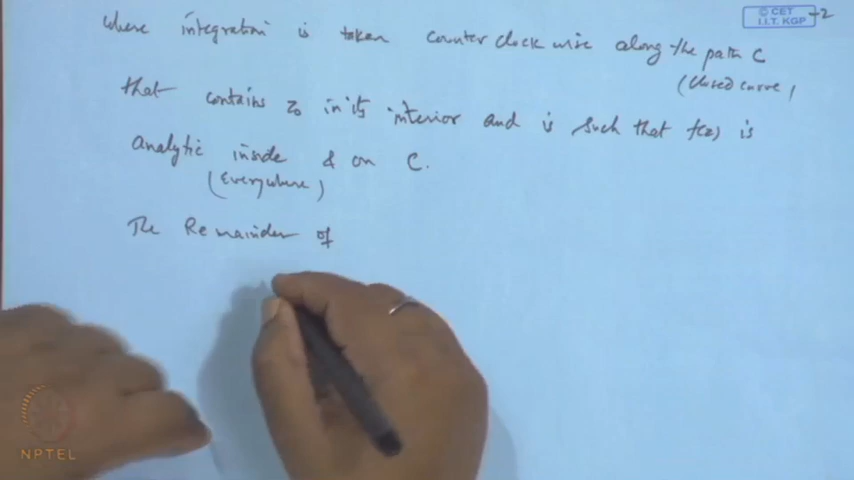 © CET
I.I.T. KGP
-2
where integration is taken counter clockwise along the path C
(closed curve)
that contains z₀ in its interior and is such that f(z) is
analytic inside & on C.
(Everywhere)
The Remainder of
NPTEL